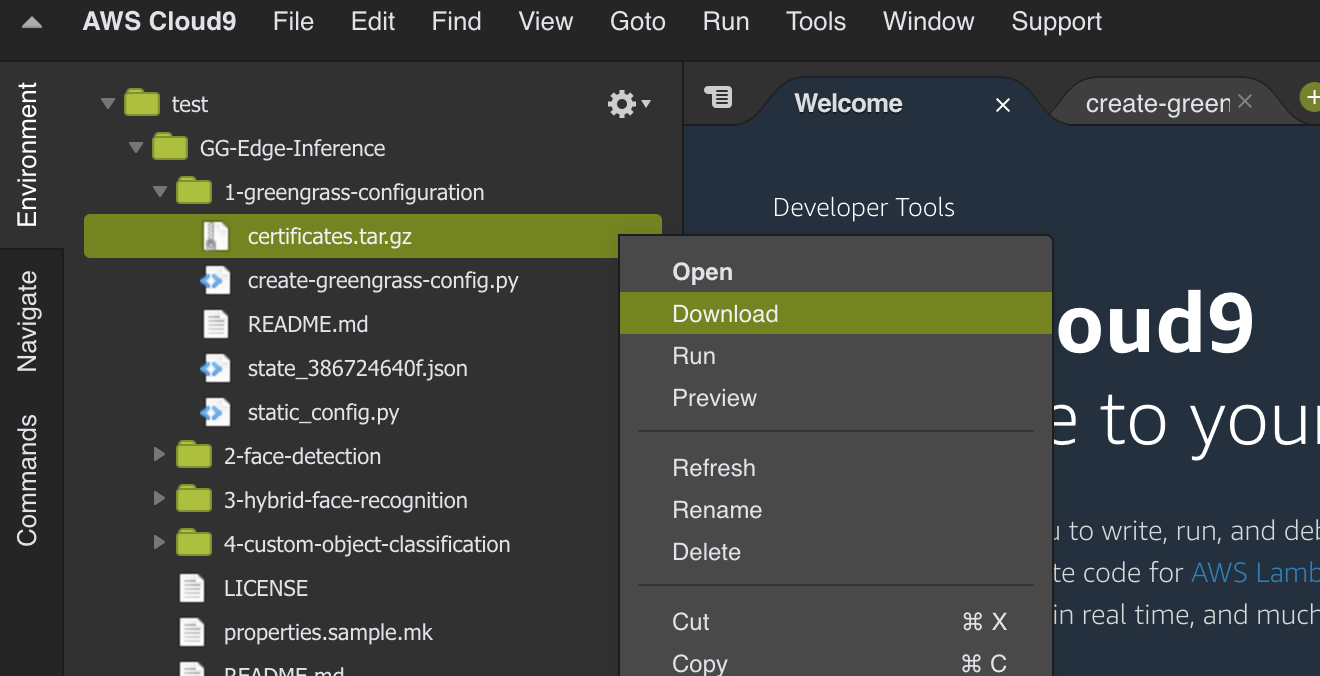 AWS Cloud9 File Edit Find View Goto Run Tools Window Support
Environment
Navigate
Commands
test
GG-Edge-Inference
1-greengrass-configuration
certificates.tar.gz
create-greengrass-config.py
README.md
state_386724640f.json
static_config.py
2-face-detection
3-hybrid-face-recognition
4-custom-object-classification
LICENSE
properties.sample.mk
README.md
Welcome
create-green
Developer Tools
oud9
e to your
u to write, run, and deb
te code for AWS Lamb
in real time, and much
Open
Download
Run
Preview
Refresh
Rename
Delete
Cut ⌘ X
Copy ⌘ C